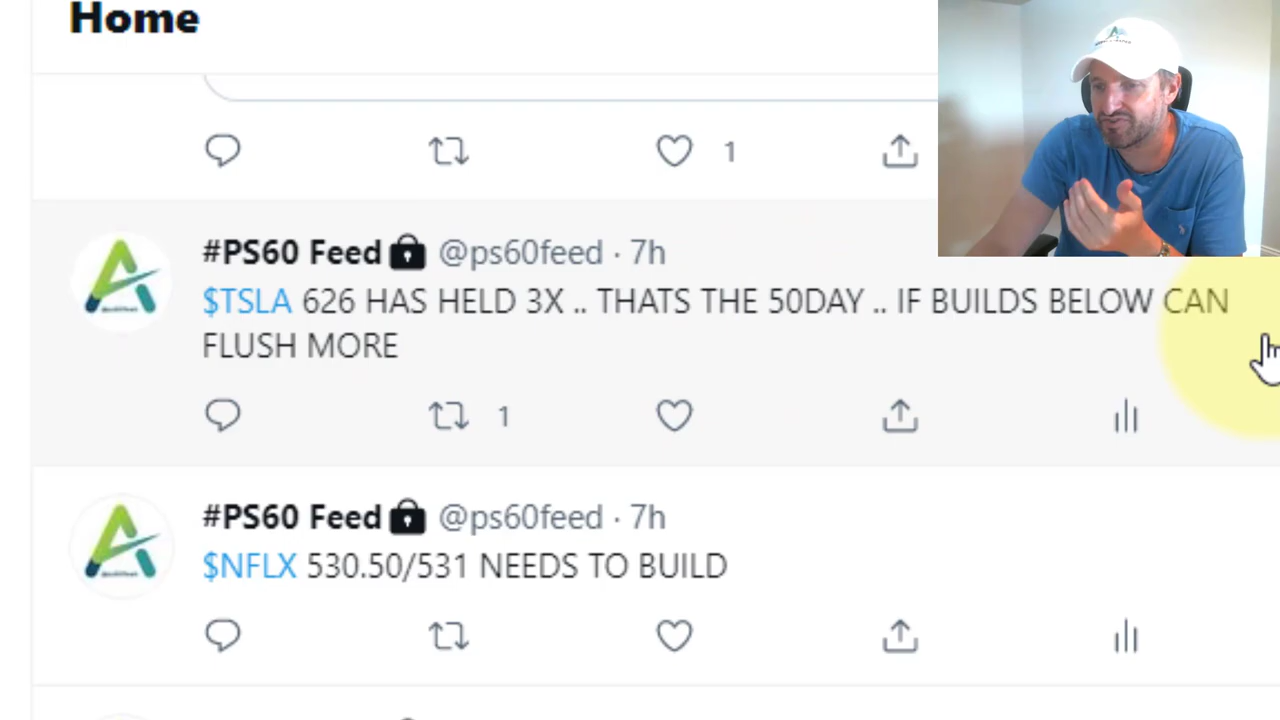 Home
1
#PS60 Feed @ps60feed · 7h
$TSLA 626 HAS HELD 3X .. THATS THE 50DAY .. IF BUILDS BELOW CAN
FLUSH MORE
1
#PS60 Feed @ps60feed · 7h
$NFLX 530.50/531 NEEDS TO BUILD